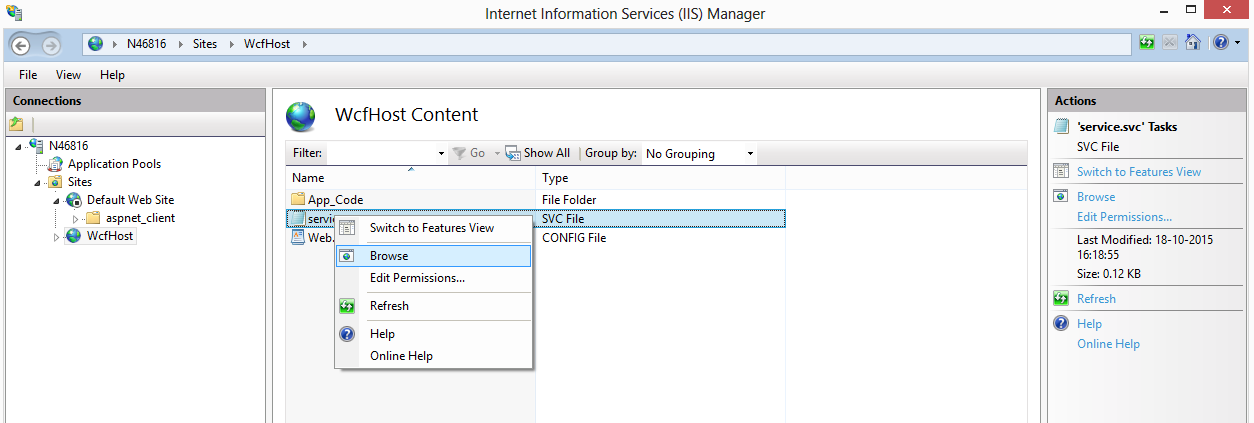 Internet Information Services (IIS) Manager
N46816 Sites WcfHost
File View Help
Connections
N46816
Application Pools
Sites
Default Web Site
aspnet_client
WcfHost
WcfHost Content
Filter: Go Show All Group by: No Grouping
Name Type
App_Code File Folder
servic SVC File
Web. CONFIG File
Switch to Features View
Browse
Edit Permissions...
Refresh
Help
Online Help
Actions
'service.svc' Tasks
SVC File
Switch to Features View
Browse
Edit Permissions...
Last Modified: 18-10-2015
16:18:55
Size: 0.12 KB
Refresh
Help
Online Help